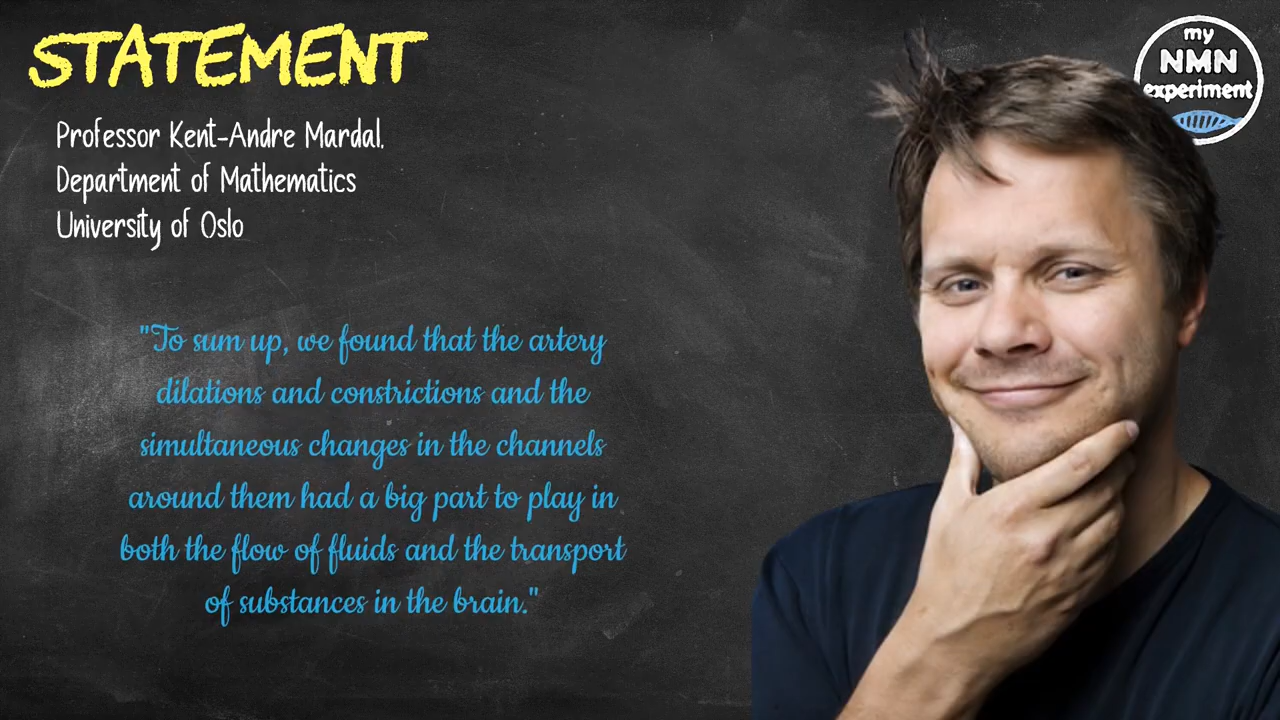 STATEMENT
my
NMN
experiment
Professor Kent-Andre Mardal,
Department of Mathematics
University of Oslo
"To sum up, we found that the artery
dilations and constrictions and the
simultaneous changes in the channels
around them had a big part to play in
both the flow of fluids and the transport
of substances in the brain."